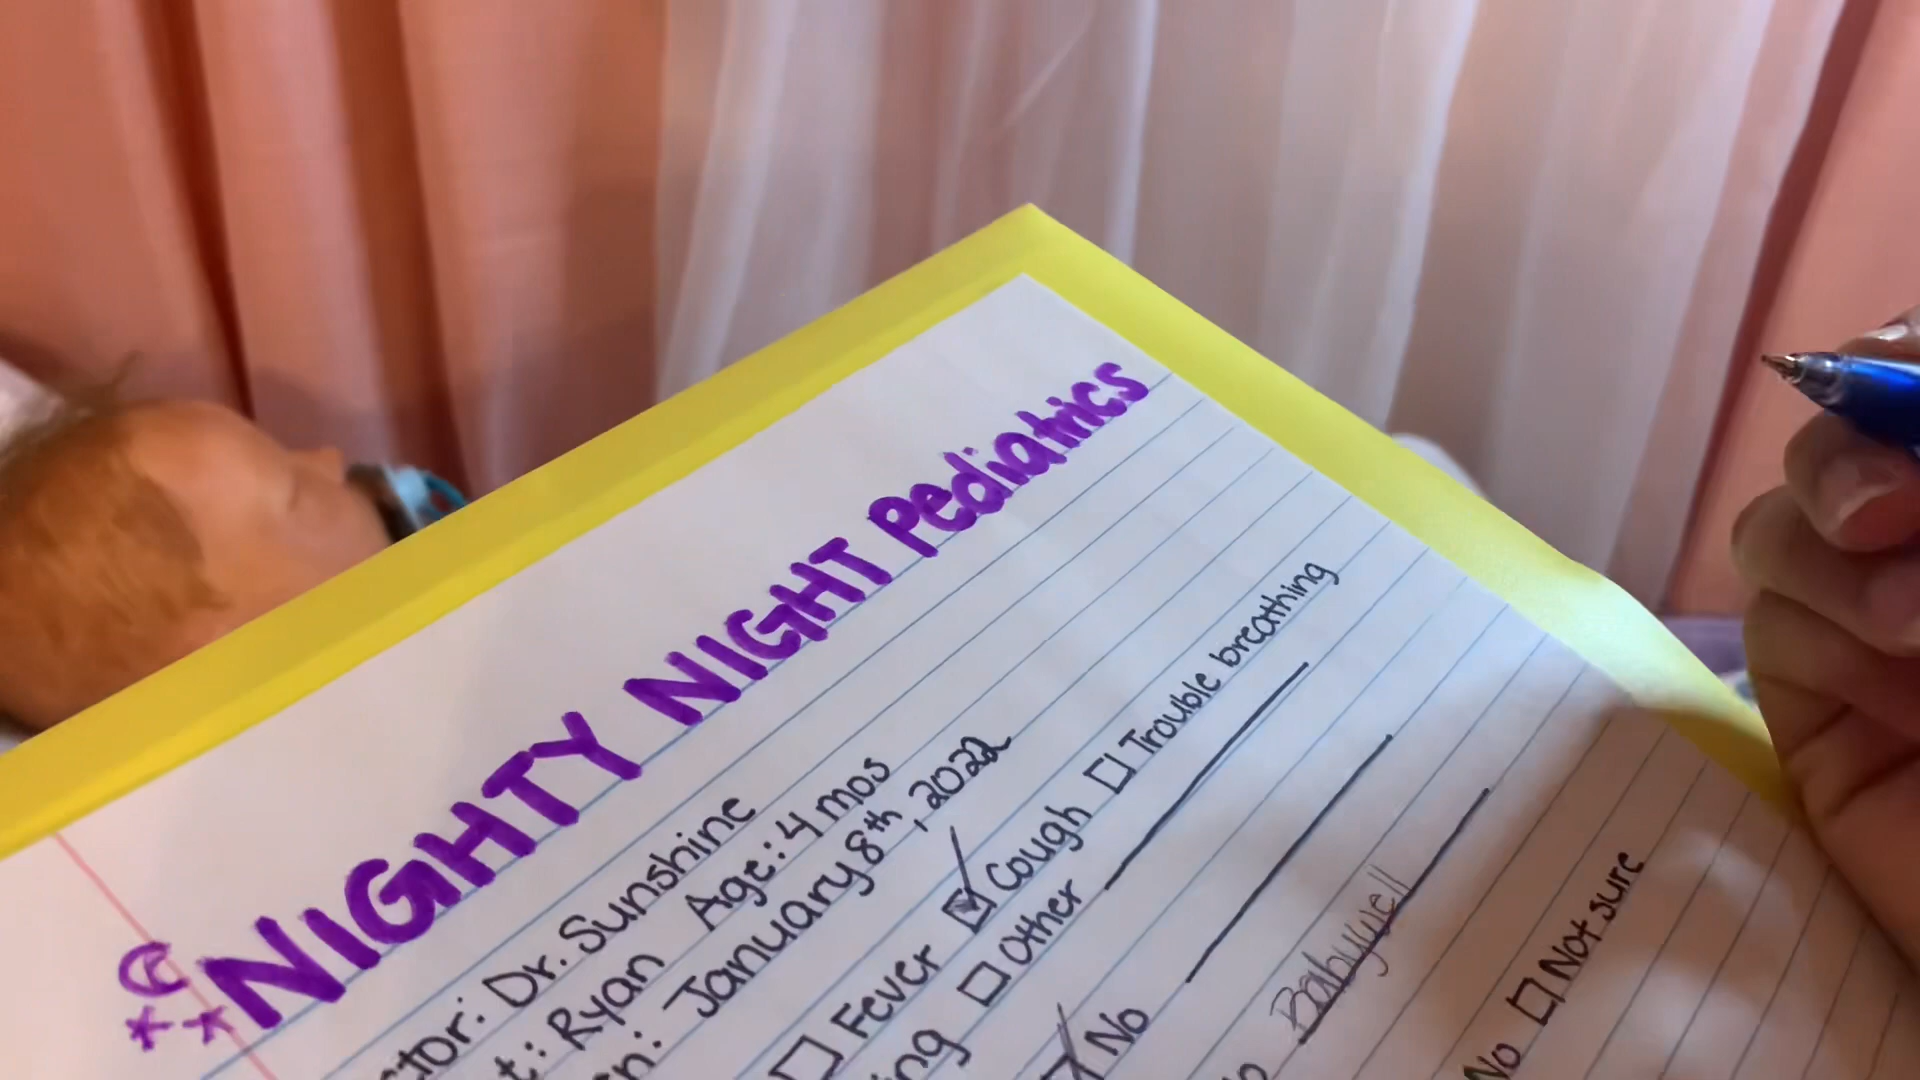 NIGHTY NIGHT Pediatrics
ctor: Dr. Sunshine
t: Ryan Age: 4 mos
n: January 8th, 2022
Fever Cough Trouble breathing
ing Other
No
No Not sure